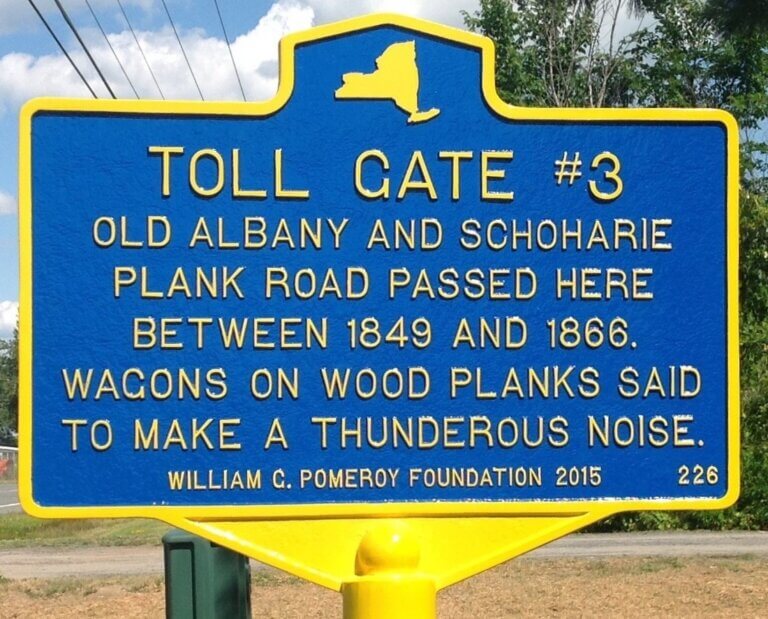 TOLL GATE #3
OLD ALBANY AND SCHOHARIE
PLANK ROAD PASSED HERE
BETWEEN 1849 AND 1866.
WAGONS ON WOOD PLANKS SAID
TO MAKE A THUNDEROUS NOISE.
WILLIAM G. POMEROY FOUNDATION 2015 226